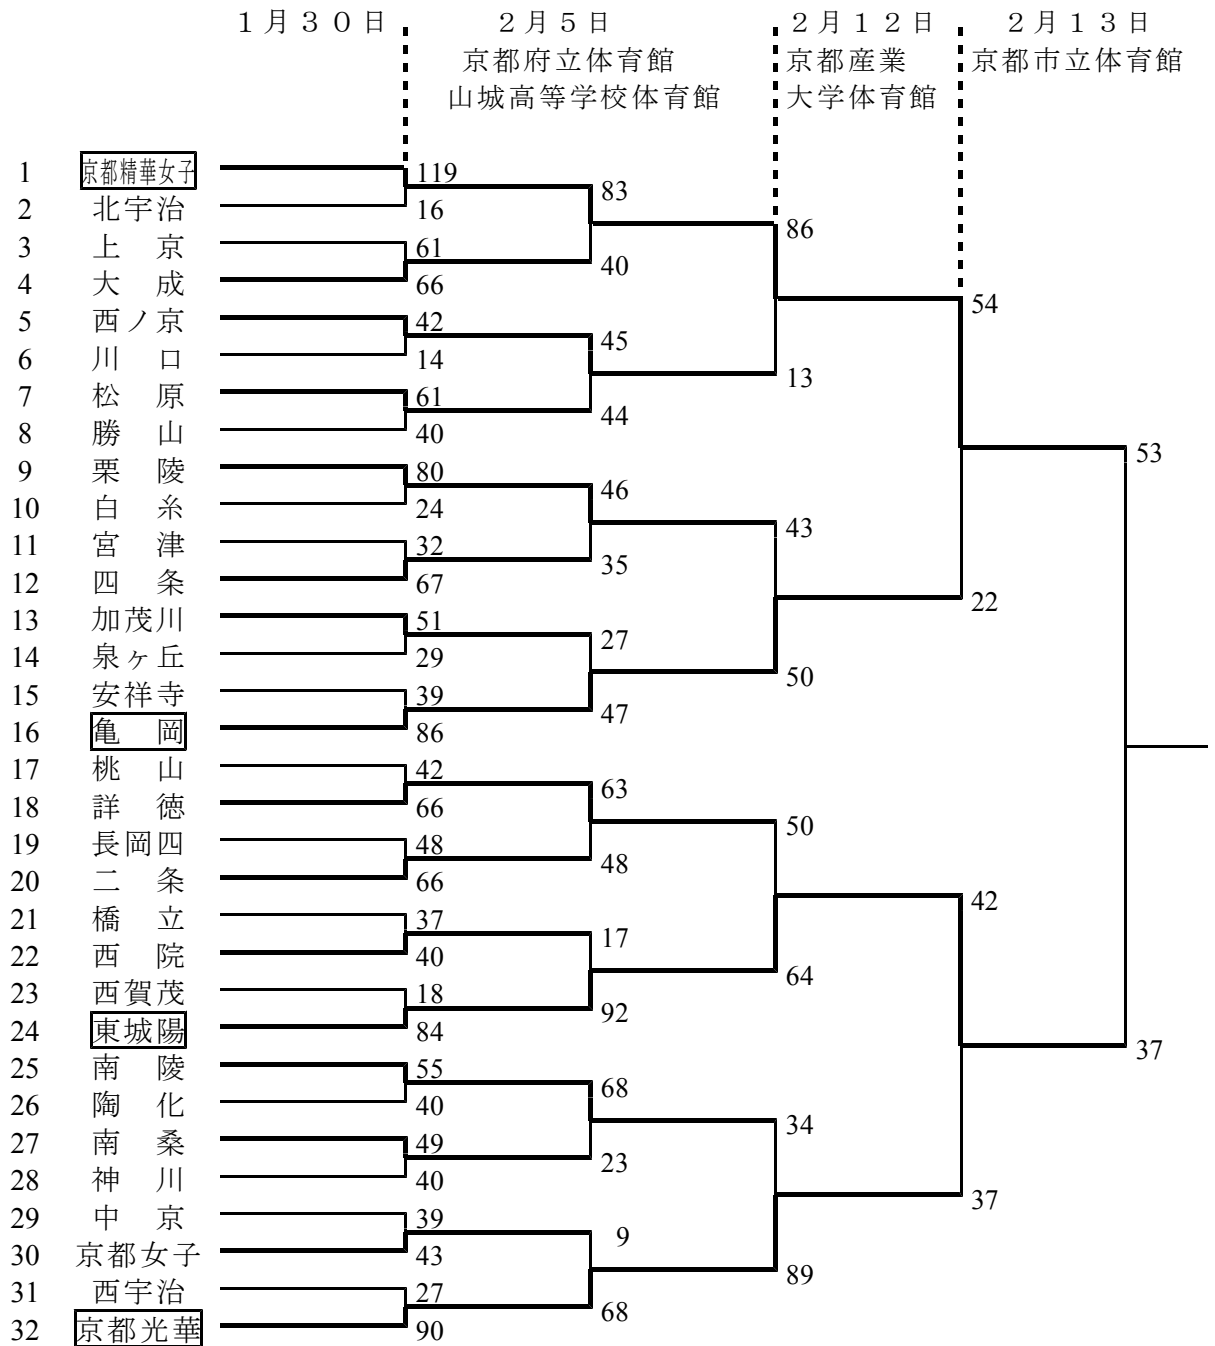 １月３０日 ２月５日 ２月１２日 ２月１３日
京都府立体育館 京都産業 京都市立体育館
山城高等学校体育館 大学体育館
1 京都精華女子 119
83
2 北宇治 16
86
3 上　京 61
40
4 大　成 66
54
5 西ノ京 42
45
6 川　口 14
13
7 松　原 61
44
8 勝　山 40
53
9 栗　陵 80
46
10 白　糸 24
43
11 宮　津 32
35
12 四　条 67
22
13 加茂川 51
27
14 泉ヶ丘 29
50
15 安祥寺 39
47
16 亀　岡 86
17 桃　山 42
63
18 詳　徳 66
50
19 長岡四 48
48
20 二　条 66
42
21 橋　立 37
17
22 西　院 40
64
23 西賀茂 18
92
24 東城陽 84
37
25 南　陵 55
68
26 陶　化 40
34
27 南　桑 49
23
28 神　川 40
37
29 中　京 39
9
30 京都女子 43
89
31 西宇治 27
68
32 京都光華 90